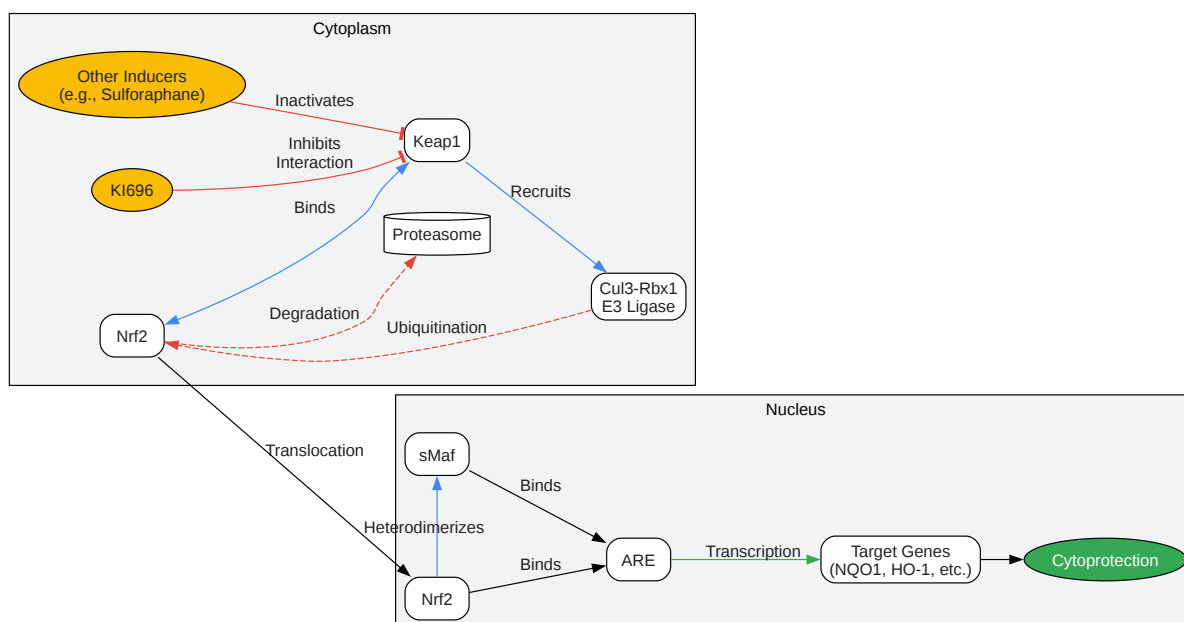 Cytoplasm
Other Inducers
(e.g., Sulforaphane)
Inactivates
Keap1
Inhibits
Interaction
KI696
Recruits
Binds
Proteasome
Cul3-Rbx1
E3 Ligase
Degradation
Ubiquitination
Nrf2
Nucleus
Translocation
sMaf
Binds
Heterodimerizes
ARE
Transcription
Target Genes
(NQO1, HO-1, etc.)
Cytoprotection
Binds
Nrf2